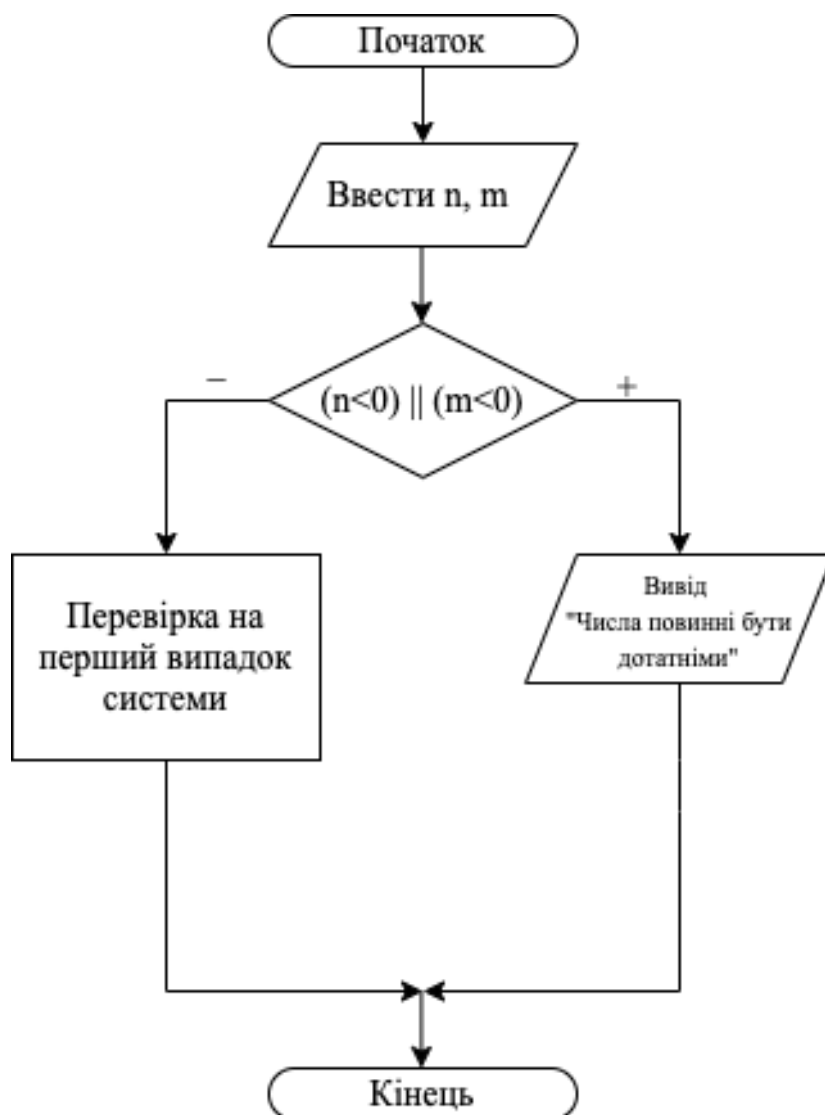 Початок
Ввести n, m
–
(n<0) || (m<0)
+
Перевірка на
перший випадок
системи
Вивід
"Числа повинні бути
дотатніми"
Кінець